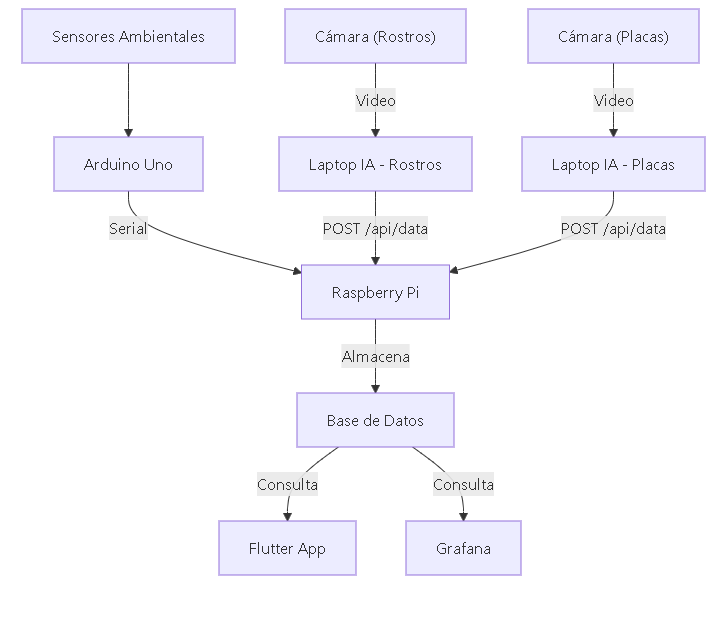 Sensores Ambientales
Cámara (Rostros)
Cámara (Placas)
Video
Video
Arduino Uno
Laptop IA - Rostros
Laptop IA - Placas
Serial
POST /api/data
POST /api/data
Raspberry Pi
Almacena
Base de Datos
Consulta
Consulta
Flutter App
Grafana